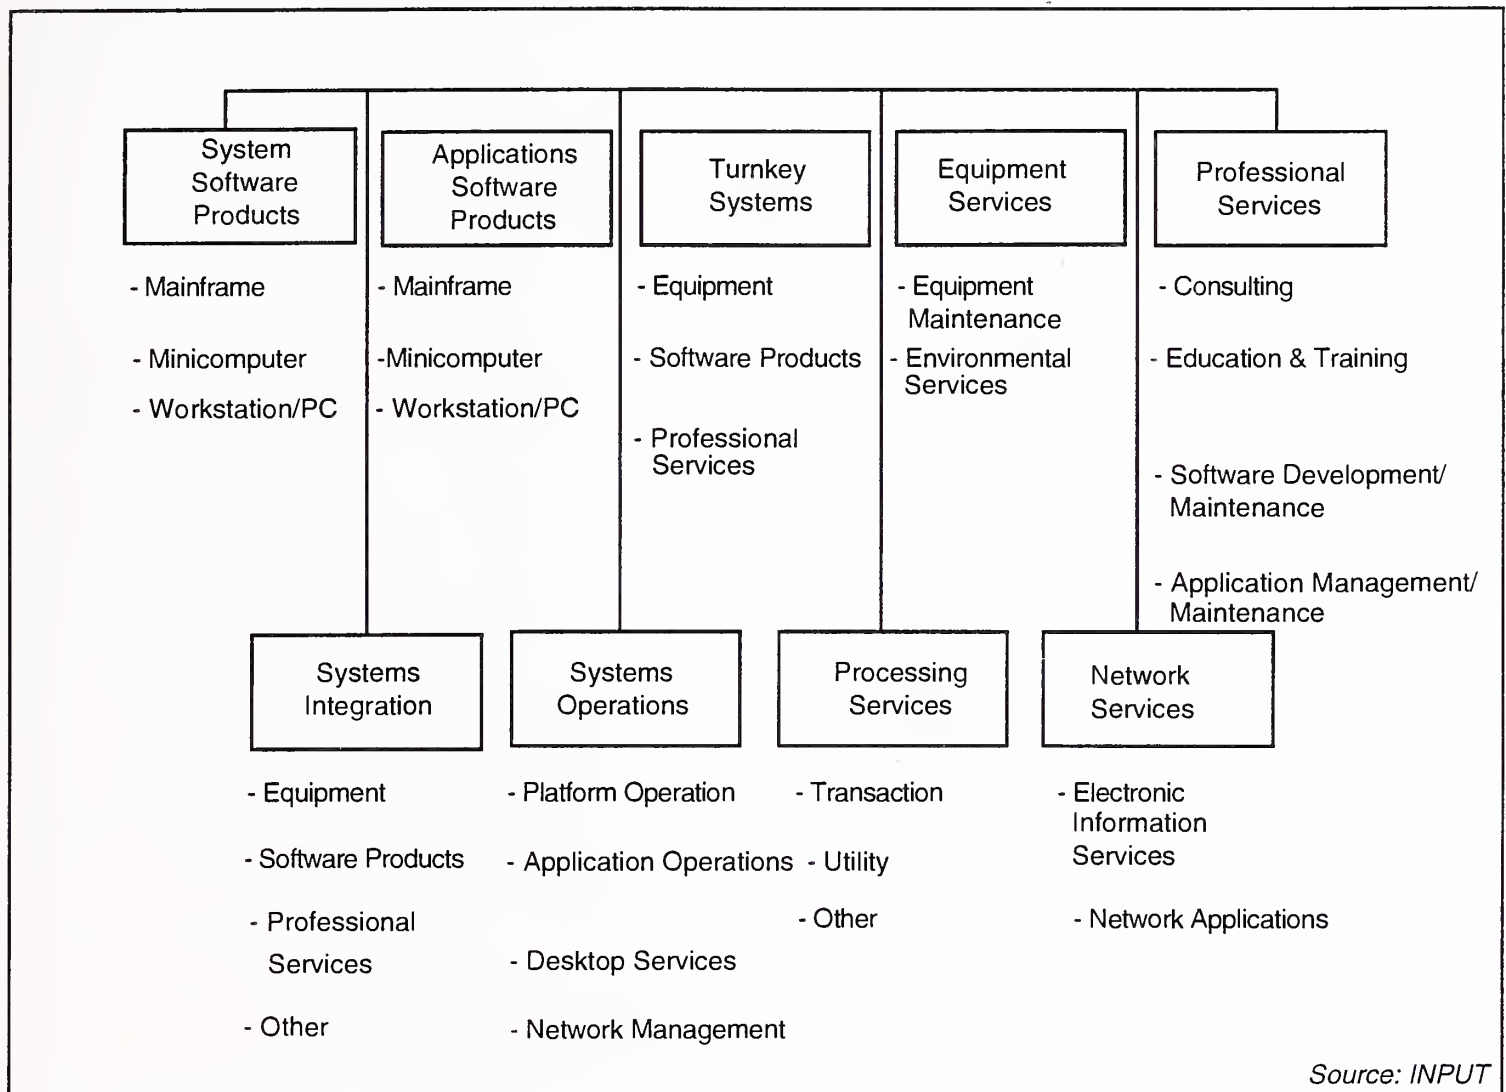 System
Software
Products
Applications
Software
Products
Turnkey
Systems
Equipment
Services
Professional
Services
- Mainframe
- Minicomputer
- Workstation/PC
- Mainframe
-Minicomputer
- Workstation/PC
- Equipment
- Software Products
- Professional
Services
- Equipment
Maintenance
- Environmental
Services
- Consulting
- Education & Training
- Software Development/
Maintenance
- Application Management/
Maintenance
Systems
Integration
Systems
Operations
Processing
Services
Network
Services
- Equipment
- Software Products
- Professional
Services
- Other
- Platform Operation
- Application Operations
- Desktop Services
- Network Management
- Transaction
- Utility
- Other
- Electronic
Information
Services
- Network Applications
Source: INPUT